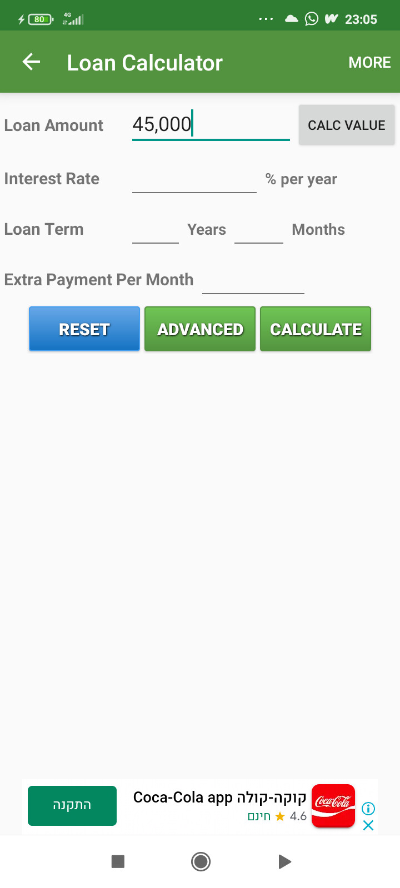 80 4G ... 23:05
Loan Calculator MORE
Loan Amount 45,000 CALC VALUE
Interest Rate % per year
Loan Term Years Months
Extra Payment Per Month
RESET ADVANCED CALCULATE
קוקה-קולה Coca-Cola app
התקנה
4.6 ★ חינם
Coca-Cola